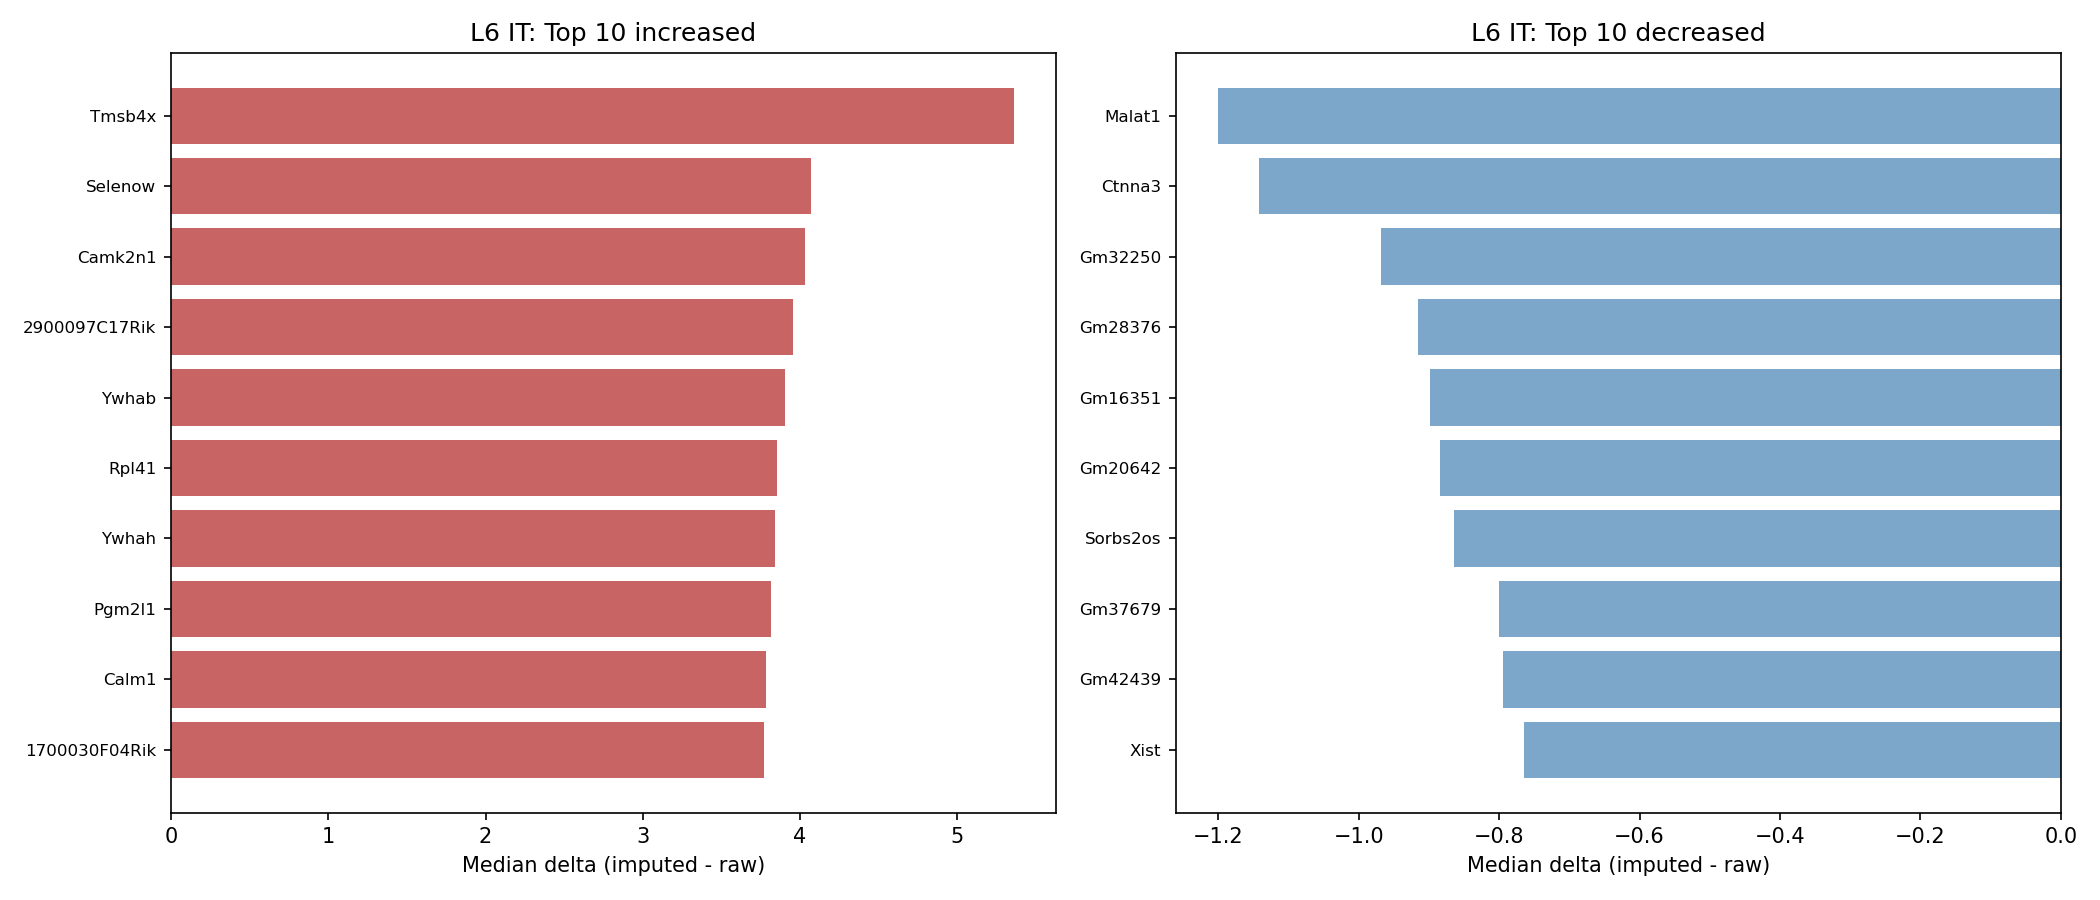 L6 IT: Top 10 increased
Tmsb4x
Selenow
Camk2n1
2900097C17Rik
Ywhab
Rpl41
Ywhah
Pgm2l1
Calm1
1700030F04Rik
0 1 2 3 4 5
Median delta (imputed - raw)
L6 IT: Top 10 decreased
Malat1
Ctnna3
Gm32250
Gm28376
Gm16351
Gm20642
Sorbs2os
Gm37679
Gm42439
Xist
−1.2 −1.0 −0.8 −0.6 −0.4 −0.2 0.0
Median delta (imputed - raw)